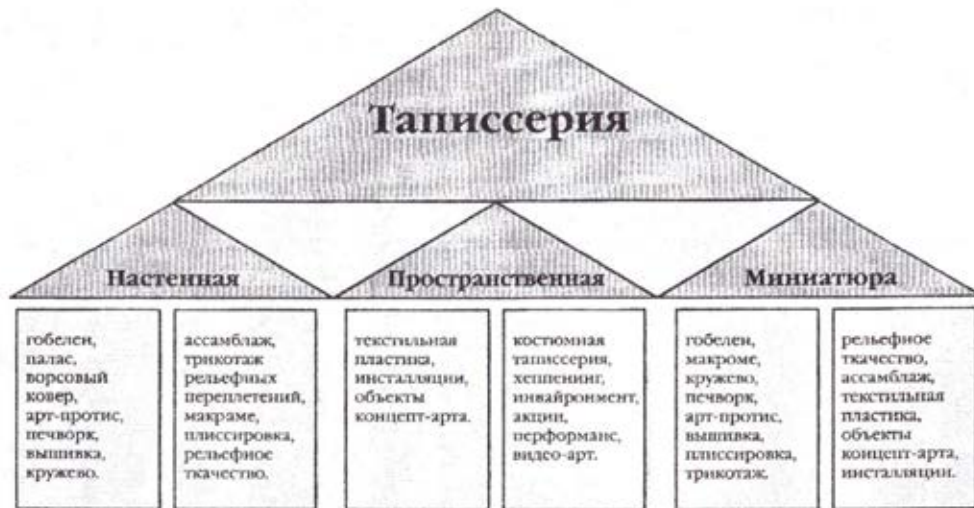 Таписсерия
Настенная
Пространственная
Миниатюра
гобелен,
палас,
ворсовый
ковер,
арт-протис,
печворк,
вышивка,
кружево.
ассамблаж,
трикотаж
рельефных
переплетений,
макраме,
плиссировка,
рельефное
ткачество.
текстильная
пластика,
инсталляции,
объекты
концепт-арта.
костюмная
таписсерия,
хеппенинг,
инвайронмент,
акции,
перформанс,
видео-арт.
гобелен,
макроме,
кружево,
печворк,
арт-протис,
вышивка,
плиссировка,
трикотаж.
рельефное
ткачество,
ассамблаж,
текстильная
пластика,
объекты
концепт-арта,
инсталляции.